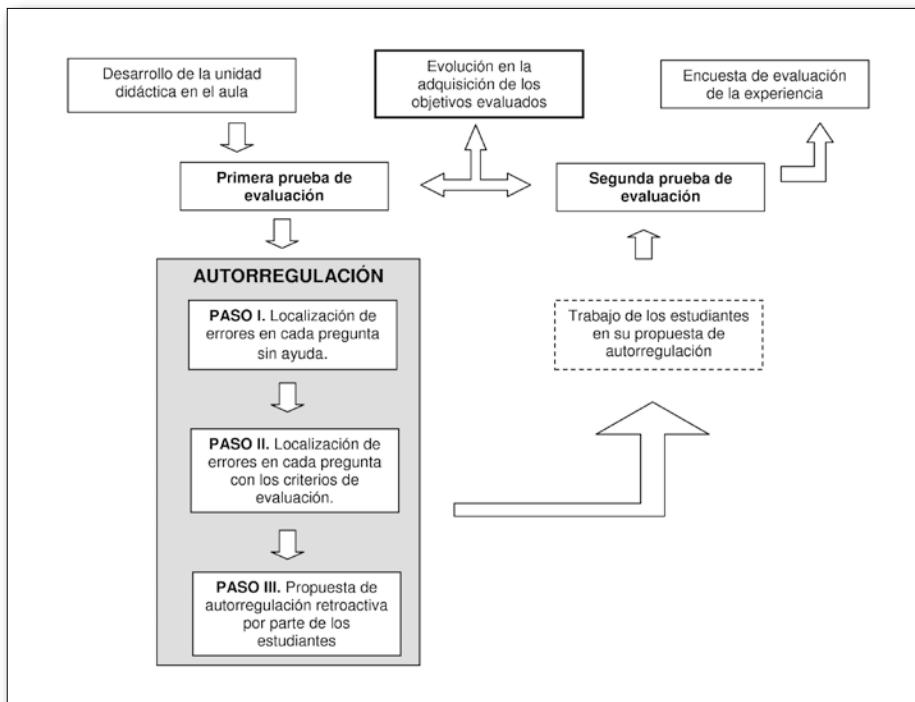 Desarrollo de la unidad
didáctica en el aula
Evolución en la
adquisición de los
objetivos evaluados
Encuesta de evaluación
de la experiencia
Primera prueba de
evaluación
Segunda prueba de
evaluación
AUTORREGULACIÓN
PASO I. Localización de
errores en cada pregunta
sin ayuda.
PASO II. Localización de
errores en cada pregunta
con los criterios de
evaluación.
PASO III. Propuesta de
autorregulación retroactiva
por parte de los
estudiantes
Trabajo de los estudiantes
en su propuesta de
autorregulación